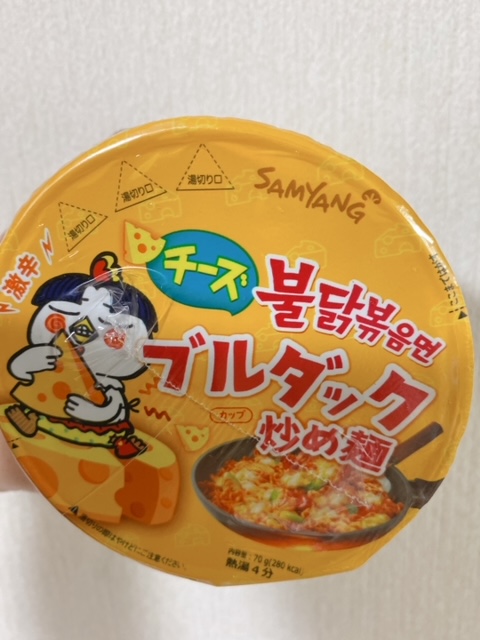 湯切り口
湯切り口
湯切り口
SAMYANG
激辛
チーズ
불닭볶음면
ブルダック
カップ
炒め麺
内容量:70g(280 kcal)
熱湯4分